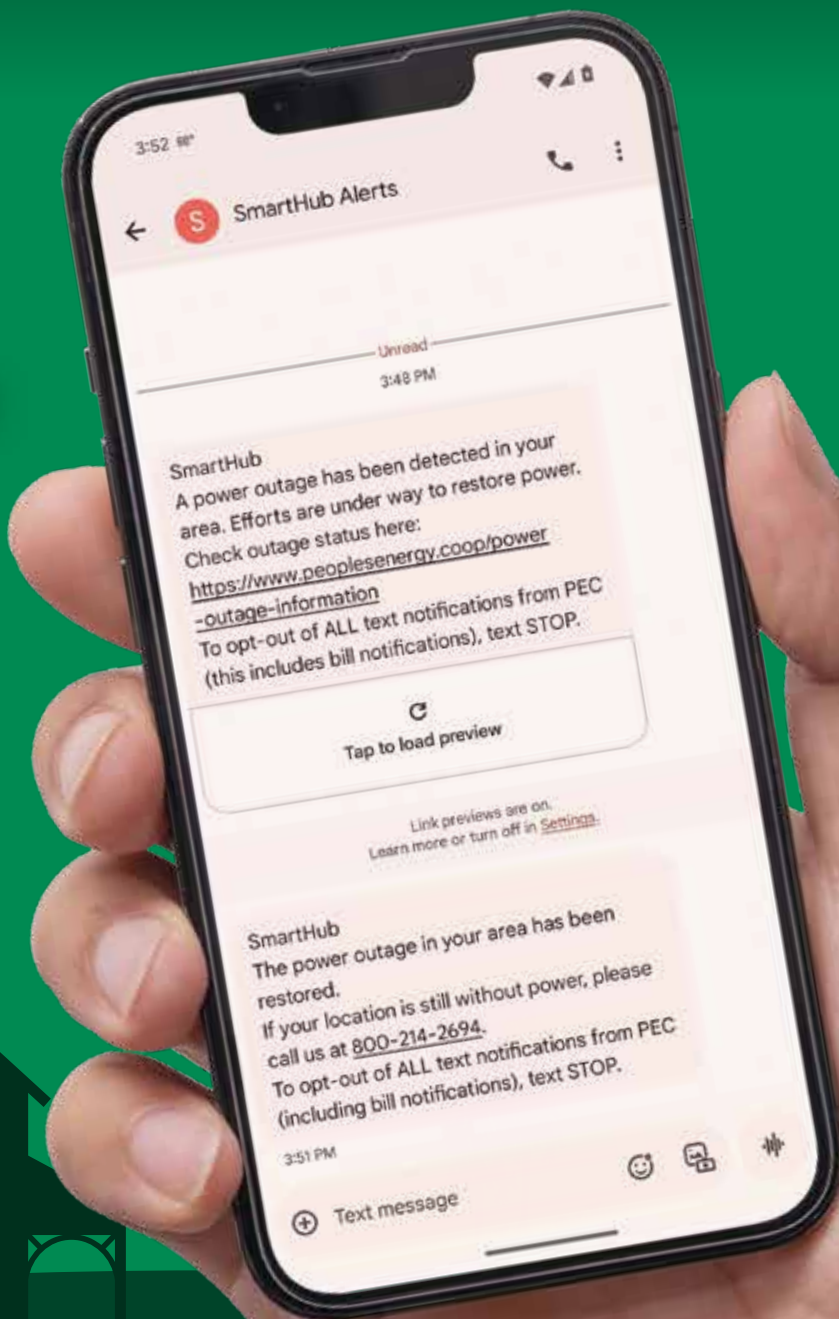 3:52
SmartHub Alerts
S
Unread
3:48 PM
SmartHub
A power outage has been detected in your
area. Efforts are under way to restore power.
Check outage status here:
https://www.peoplesenergy.coop/power
-outage-information
To opt-out of ALL text notifications from PEC
(this includes bill notifications), text STOP.
Tap to load preview
Link previews are on.
Learn more or turn off in Settings.
SmartHub
The power outage in your area has been
restored.
If your location is still without power, please
call us at 800-214-2694.
To opt-out of ALL text notifications from PEC
(including bill notifications), text STOP.
3:51 PM
Text message